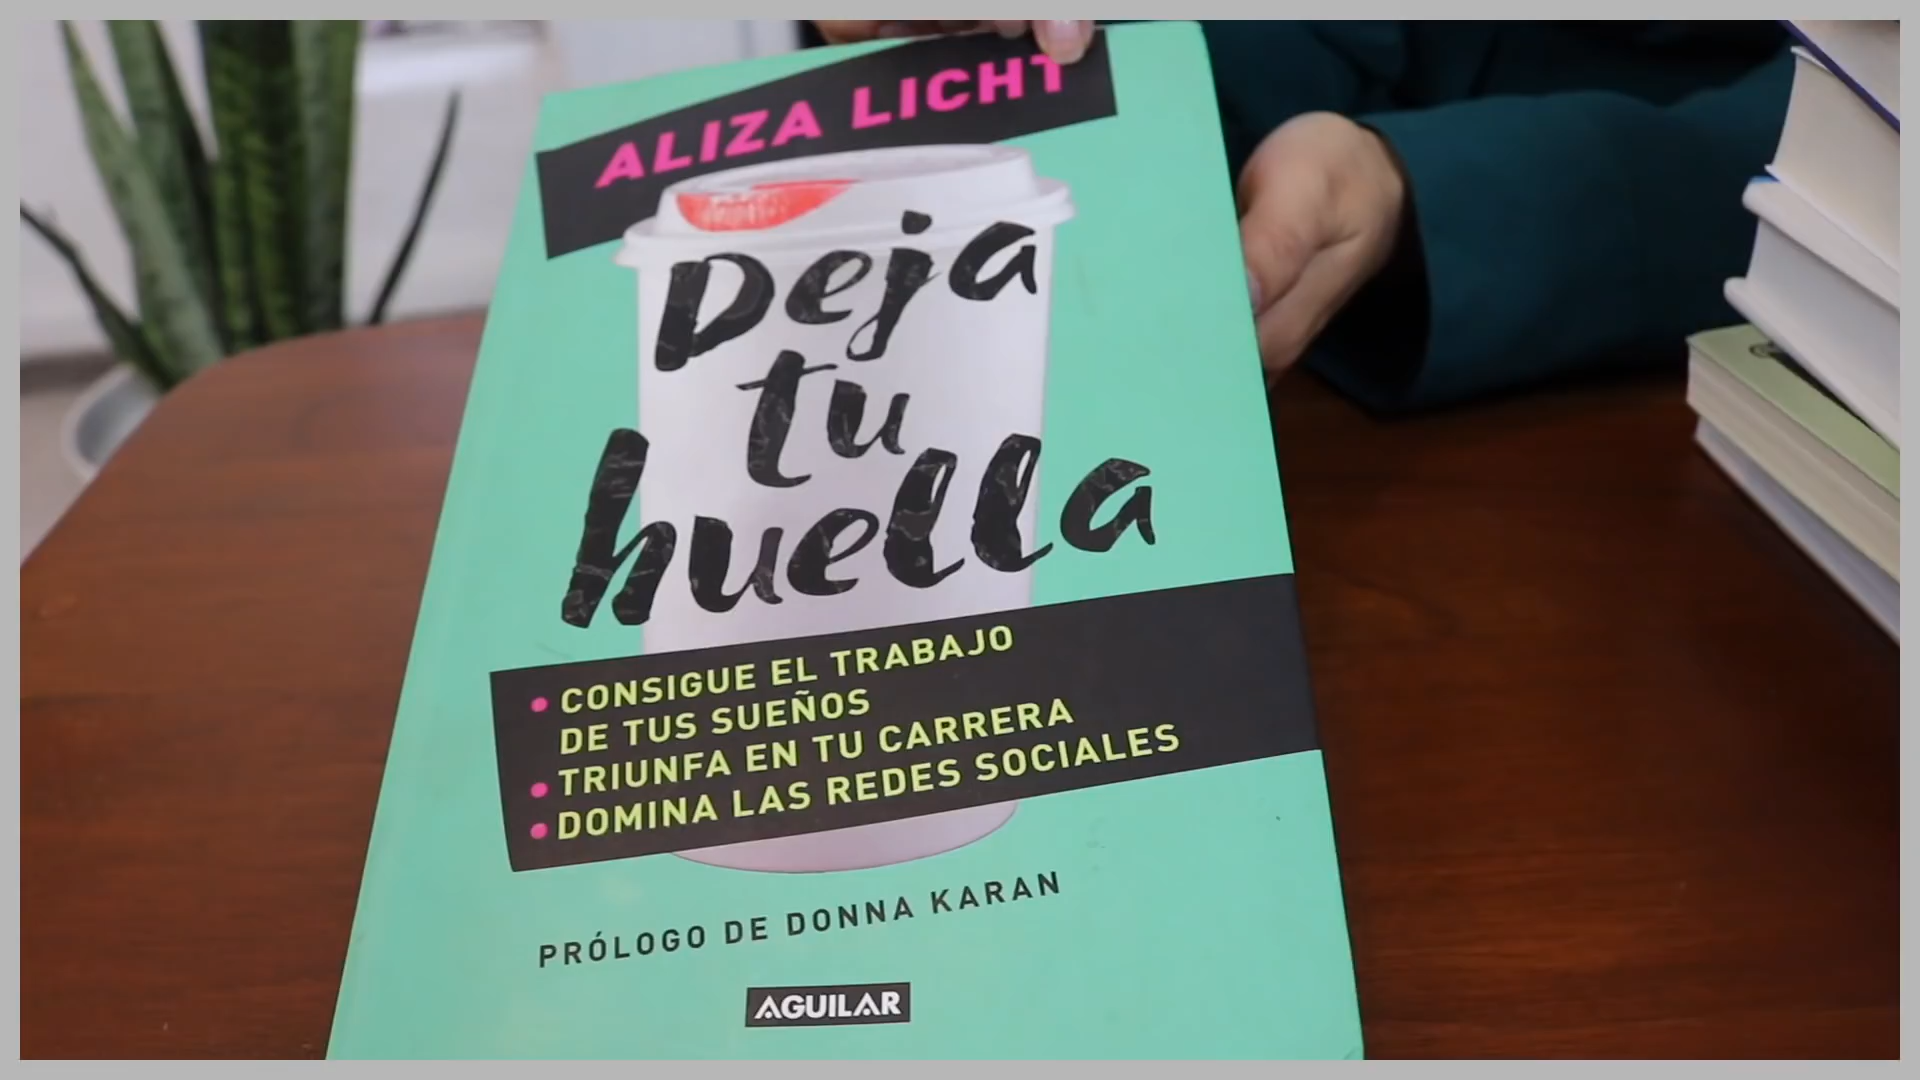 ALIZA LICHT
Deja
tu
huella
• CONSIGUE EL TRABAJO
DE TUS SUEÑOS
• TRIUNFA EN TU CARRERA
• DOMINA LAS REDES SOCIALES
PRÓLOGO DE DONNA KARAN
AGUILAR